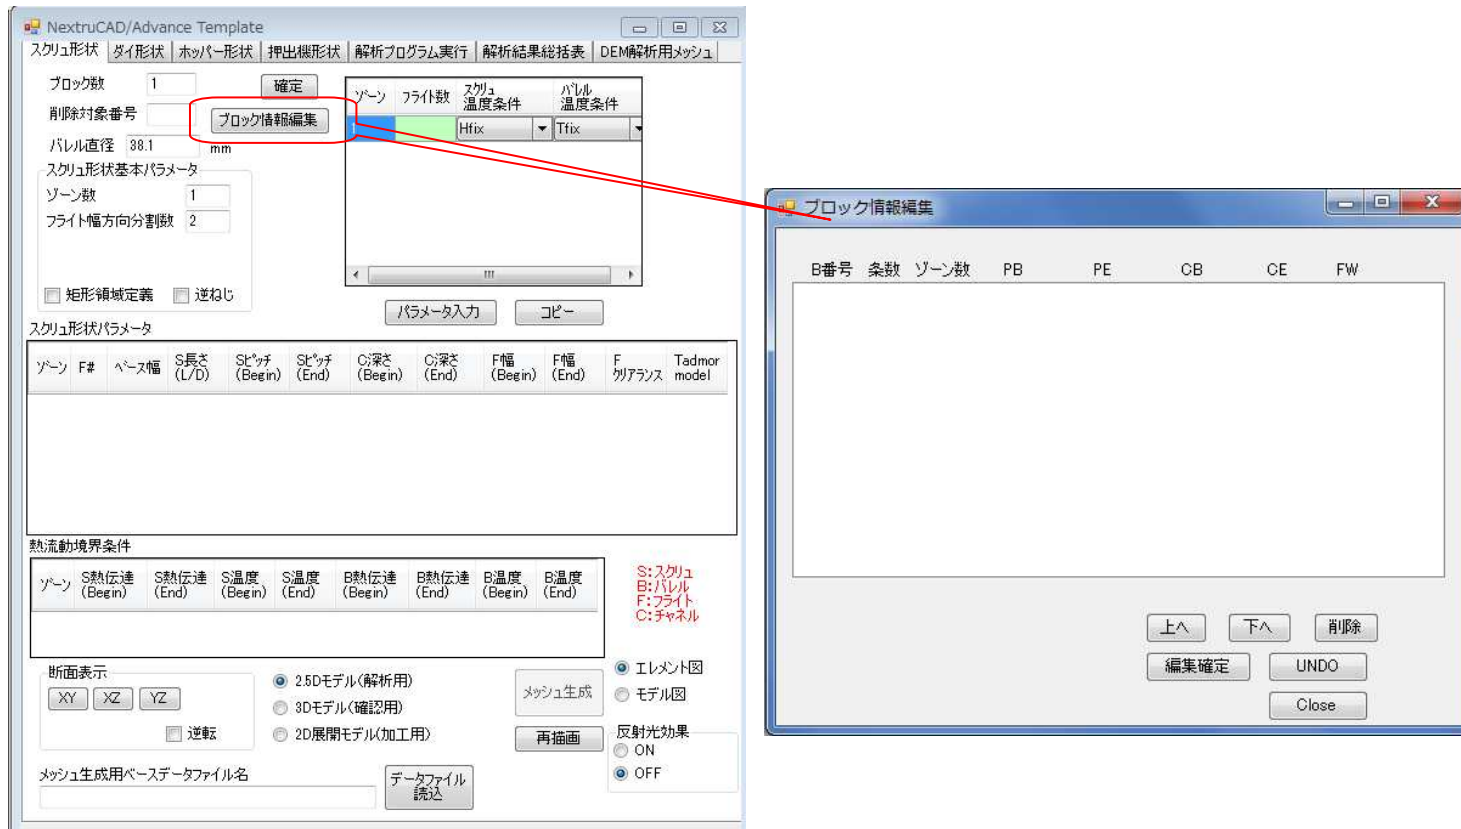 NextruCAD/Advance Template
スクリュ形状 ダイ形状 ホッパー形状 押出機形状 解析プログラム実行 解析結果総括表 DEM解析用メッシュ
ブロック数 1 確定
削除対象番号 ブロック情報編集
バレル直径 38.1 mm
スクリュ形状基本パラメータ
ゾーン数 1
フライト幅方向分割数 2
矩形領域定義 逆ねじ
ゾーン フライト数 スクリュ温度条件 バレル温度条件
1 Hfix Tfix
パラメータ入力 コピー
スクリュ形状パラメータ
ゾーン F# ベース幅 S長さ(L/D) Sピッチ(Begin) Sピッチ(End) C深さ(Begin) C深さ(End) F幅(Begin) F幅(End) Fクリアランス Tadmor model
熱流動境界条件
ゾーン S熱伝達(Begin) S熱伝達(End) S温度(Begin) S温度(End) B熱伝達(Begin) B熱伝達(End) B温度(Begin) B温度(End)
S:スクリュ
B:バレル
F:フライト
C:チャネル
断面表示
XY XZ YZ
逆転
2.5Dモデル(解析用)
3Dモデル(確認用)
2D展開モデル(加工用)
メッシュ生成
再描画
エレメント図
モデル図
反射光効果
ON
OFF
メッシュ生成用ベースデータファイル名
データファイル
読込
ブロック情報編集
B番号 条数 ゾーン数 PB PE CB CE FW
上へ 下へ 削除
編集確定 UNDO
Close